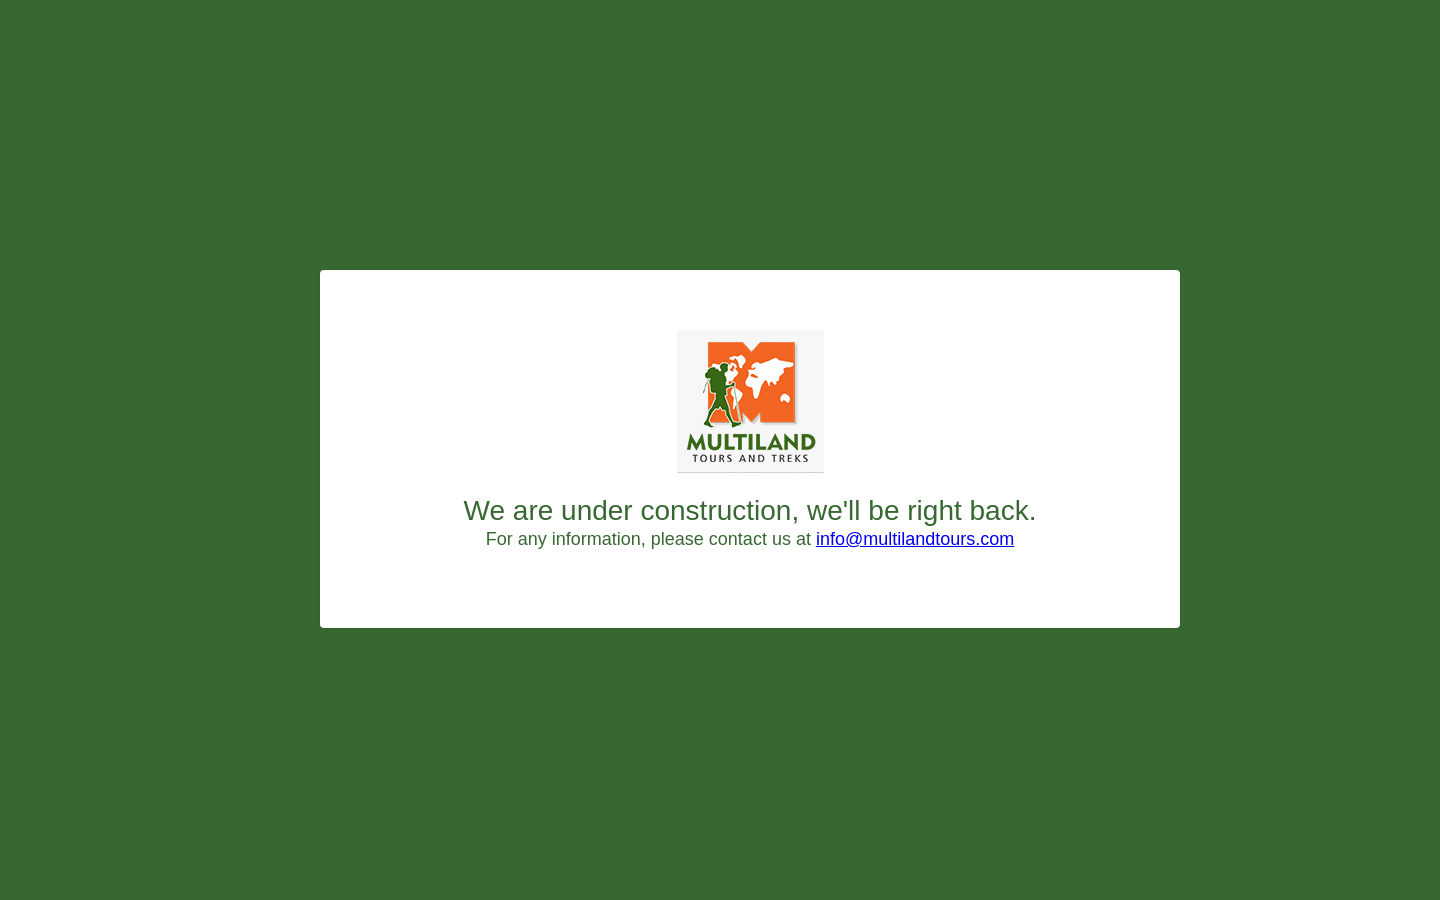 MULTILAND
TOURS AND TREKS
We are under construction, we'll be right back.
For any information, please contact us at info@multilandtours.com